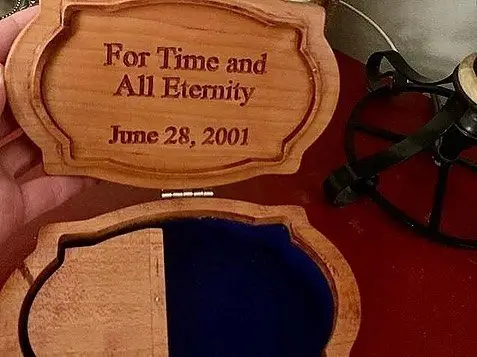 For Time and
All Eternity
June 28, 2001